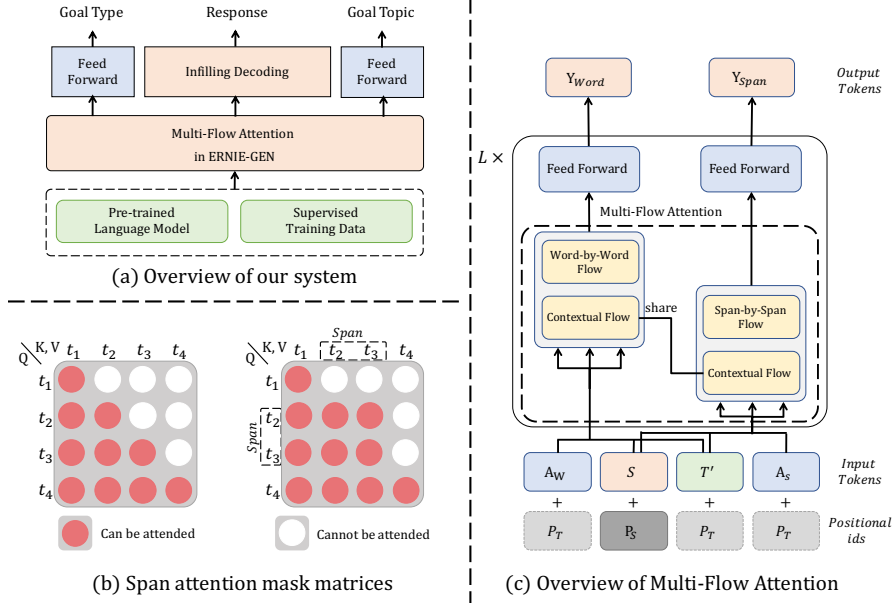 Goal Type Response Goal Topic
Feed
Forward
Infilling Decoding
Feed
Forward
Multi-Flow Attention
in ERNIE-GEN
Pre-trained
Language Model
Supervised
Training Data
(a) Overview of our system
Span
Q K, V t1 t2 t3 t4
t1
t2
t3
t4
Span
Q K, V t1 t2 t3 t4
t1
Span
t2
t3
t4
Can be attended
Cannot be attended
(b) Span attention mask matrices
YWord YSpan Output
Tokens
L ×
Feed Forward Feed Forward
Multi-Flow Attention
Word-by-Word
Flow
Contextual Flow
share
Span-by-Span
Flow
Contextual Flow
AW S T′ As Input
Tokens
+ + + +
PT PS PT PT Positional
ids
(c) Overview of Multi-Flow Attention